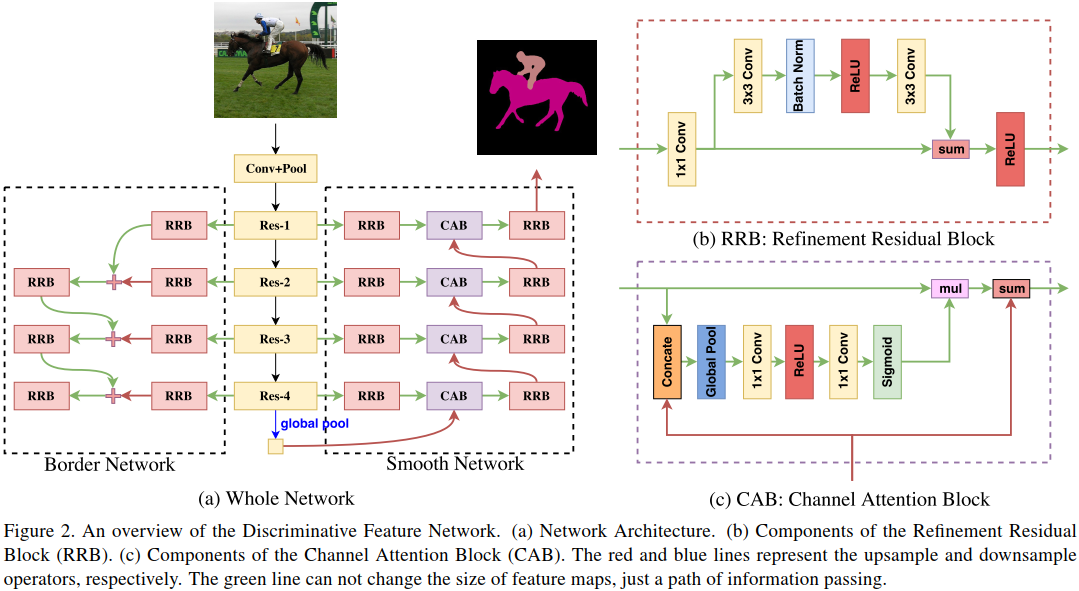 Conv+Pool
RRB
Res-1
RRB
CAB
RRB
RRB
RRB
Res-2
RRB
CAB
RRB
RRB
RRB
Res-3
RRB
CAB
RRB
RRB
RRB
Res-4
RRB
CAB
RRB
global pool
Border Network
Smooth Network
(a) Whole Network
1x1 Conv
3x3 Conv
Batch Norm
ReLU
3x3 Conv
sum
ReLU
(b) RRB: Refinement Residual Block
Concate
Global Pool
1x1 Conv
ReLU
1x1 Conv
Sigmoid
mul
sum
(c) CAB: Channel Attention Block
Figure 2. An overview of the Discriminative Feature Network. (a) Network Architecture. (b) Components of the Refinement Residual
Block (RRB). (c) Components of the Channel Attention Block (CAB). The red and blue lines represent the upsample and downsample
operators, respectively. The green line can not change the size of feature maps, just a path of information passing.